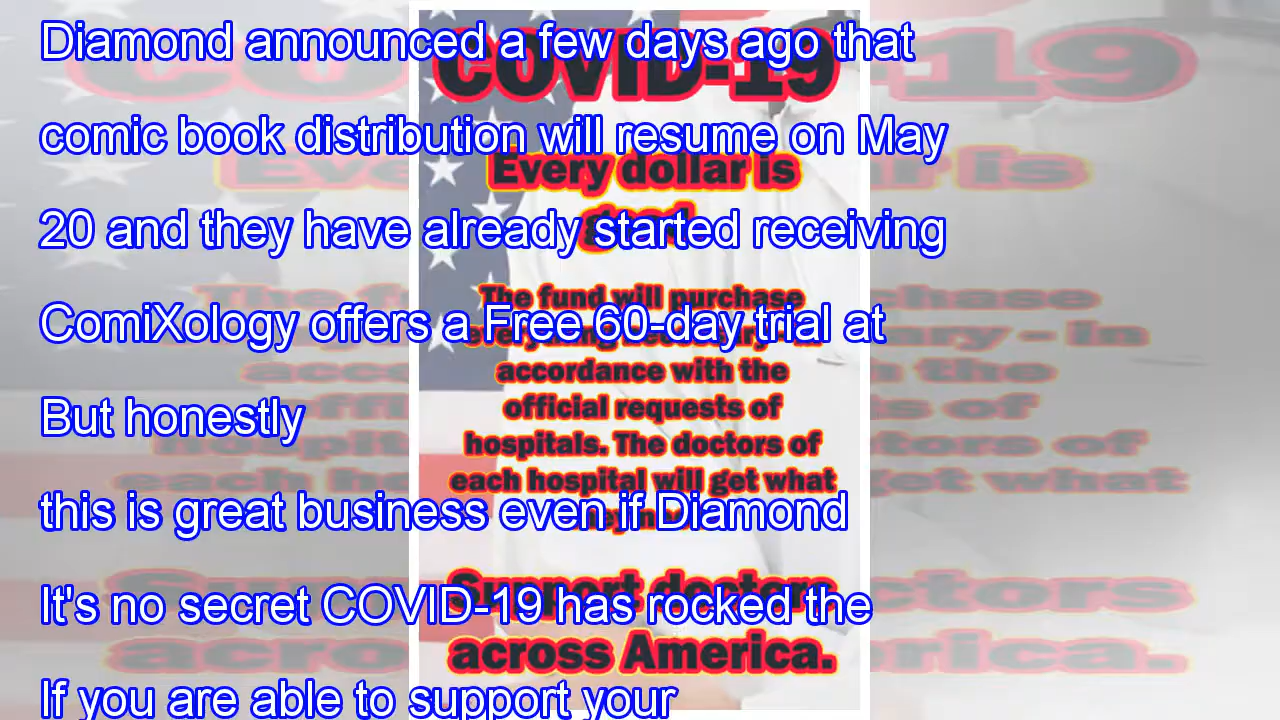 Diamond announced a few days ago that
COVID-19
comic book distribution will resume on May
Every dollar is
20 and they have already started receiving
The fund will purchase
ComiXology offers a Free 60-day trial at
accordance with the
official requests of
But honestly
hospitals. The doctors of
each hospital will get what
this is great business even if Diamond
Support doctors
It's no secret COVID-19 has rocked the
across America.
If you are able to support your